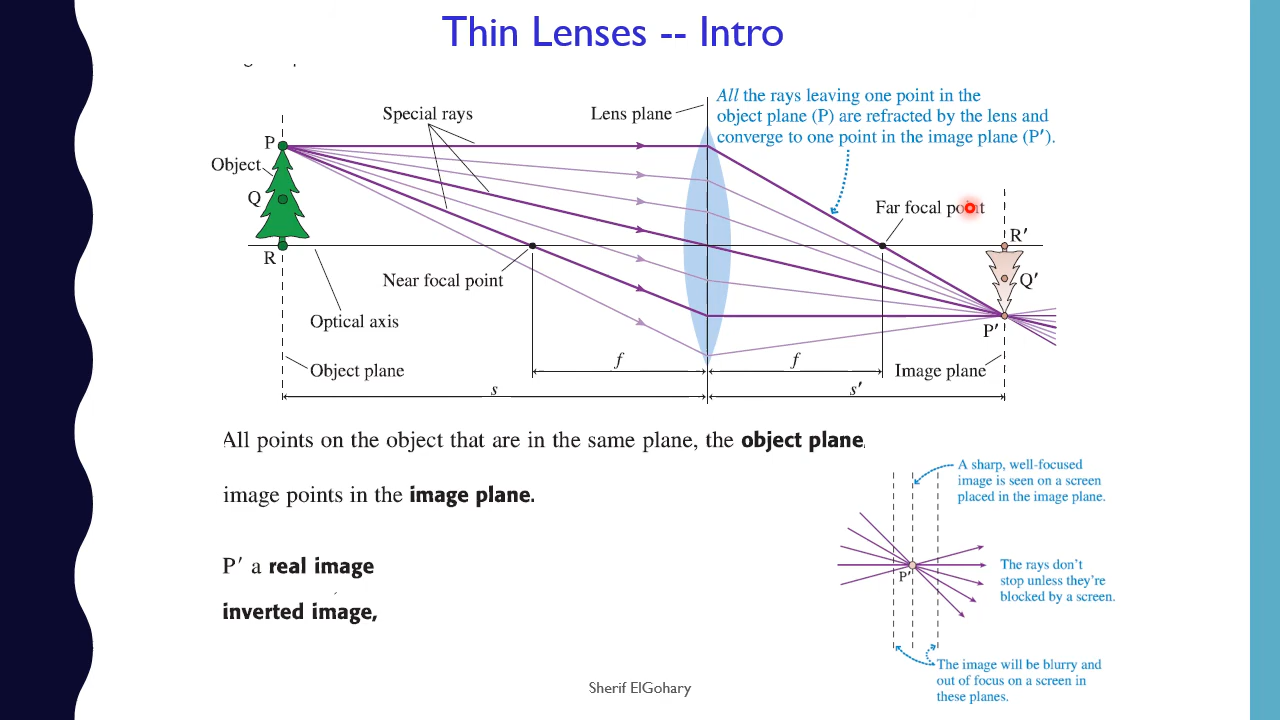 Thin Lenses -- Intro
Special rays
Lens plane
All the rays leaving one point in the
object plane (P) are refracted by the lens and
converge to one point in the image plane (P′).
P
Object
Q
R
Far focal point
R′
Q′
P′
Near focal point
Optical axis
Object plane
f
f
Image plane
s
s′
All points on the object that are in the same plane, the object plane
image points in the image plane.
P′ a real image
inverted image,
A sharp, well-focused
image is seen on a screen
placed in the image plane.
P′
The rays don't
stop unless they're
blocked by a screen.
The image will be blurry and
out of focus on a screen in
these planes.
Sherif ElGohary